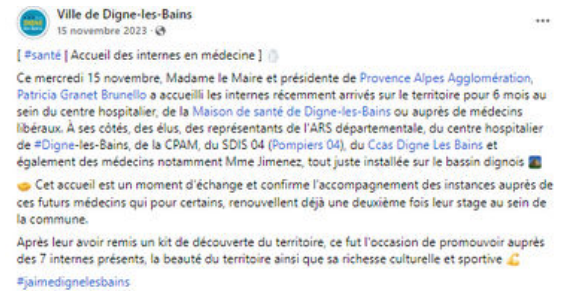 Ville de Digne-les-Bains
15 novembre 2023 ·
[ #santé | Accueil des internes en médecine ]
Ce mercredi 15 novembre, Madame le Maire et présidente de Provence Alpes Agglomération,
Patricia Granet Brunello a accueilli les internes récemment arrivés sur le territoire pour 6 mois au
sein du centre hospitalier, de la Maison de santé de Digne-les-Bains ou auprès de médecins
libéraux. À ses côtés, des élus, des représentants de l'ARS départementale, du centre hospitalier
de #Digne-les-Bains, de la CPAM, du SDIS 04 (Pompiers 04), du Ccas Digne Les Bains et
également des médecins notamment Mme Jimenez, tout juste installée sur le bassin dignois
Cet accueil est un moment d'échange et confirme l'accompagnement des instances auprès de
ces futurs médecins qui pour certains, renouvellent déjà une deuxième fois leur stage au sein de
la commune.
Après leur avoir remis un kit de découverte du territoire, ce fut l'occasion de promouvoir auprès
des 7 internes présents, la beauté du territoire ainsi que sa richesse culturelle et sportive
#jaimedignelesbains